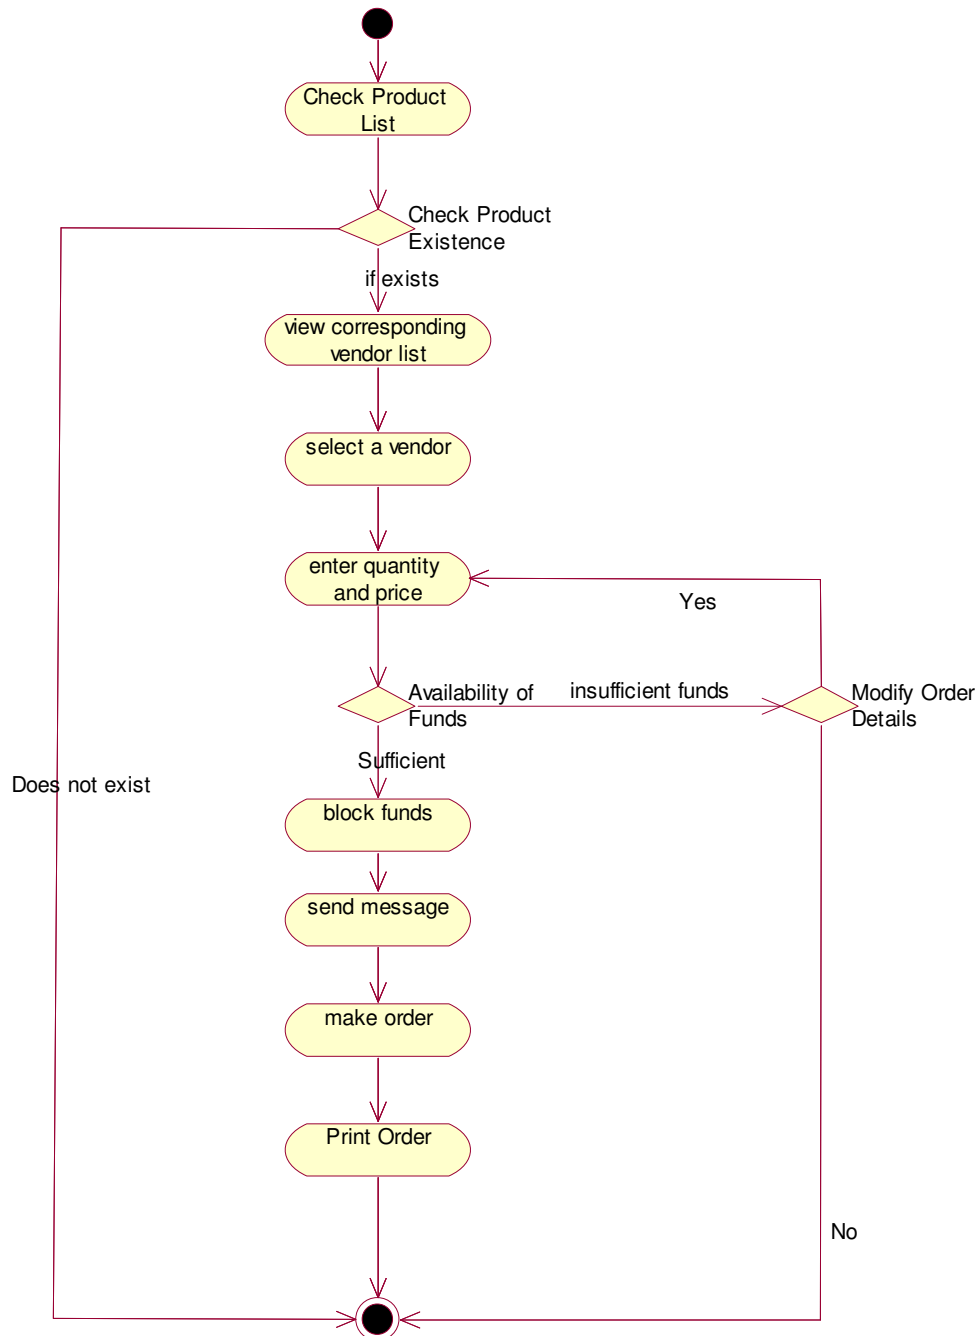 Check Product
List
Check Product
Existence
if exists
view corresponding
vendor list
select a vendor
enter quantity
and price
Yes
Availability of
Funds
insufficient funds
Modify Order
Details
Sufficient
Does not exist
block funds
send message
make order
Print Order
No